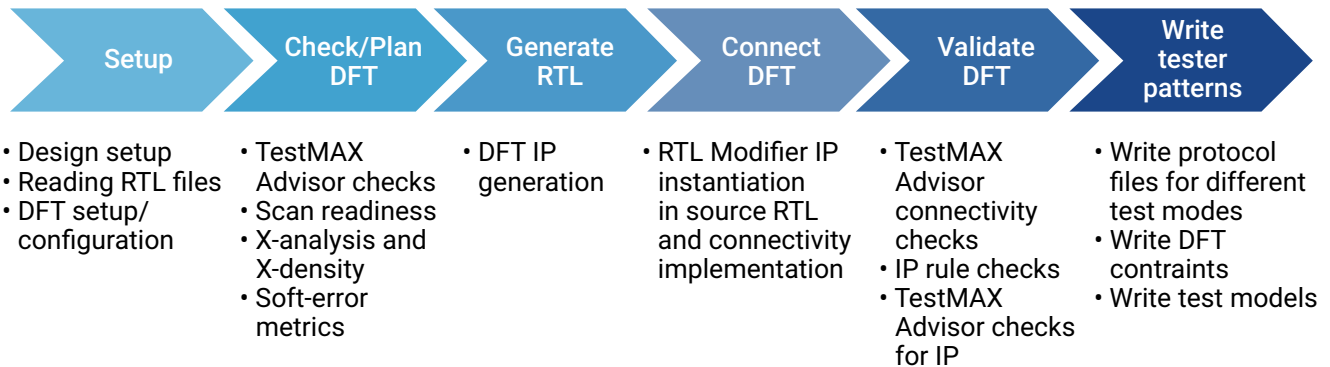 Setup
Check/Plan
DFT
Generate
RTL
Connect
DFT
Validate
DFT
Write
tester
patterns
• Design setup
• Reading RTL files
• DFT setup/
configuration
• TestMAX
Advisor checks
• Scan readiness
• X-analysis and
X-density
• Soft-error
metrics
• DFT IP
generation
• RTL Modifier IP
instantiation
in source RTL
and connectivity
implementation
• TestMAX
Advisor
connectivity
checks
• IP rule checks
• TestMAX
Advisor checks
for IP
• Write protocol
files for different
test modes
• Write DFT
contraints
• Write test models